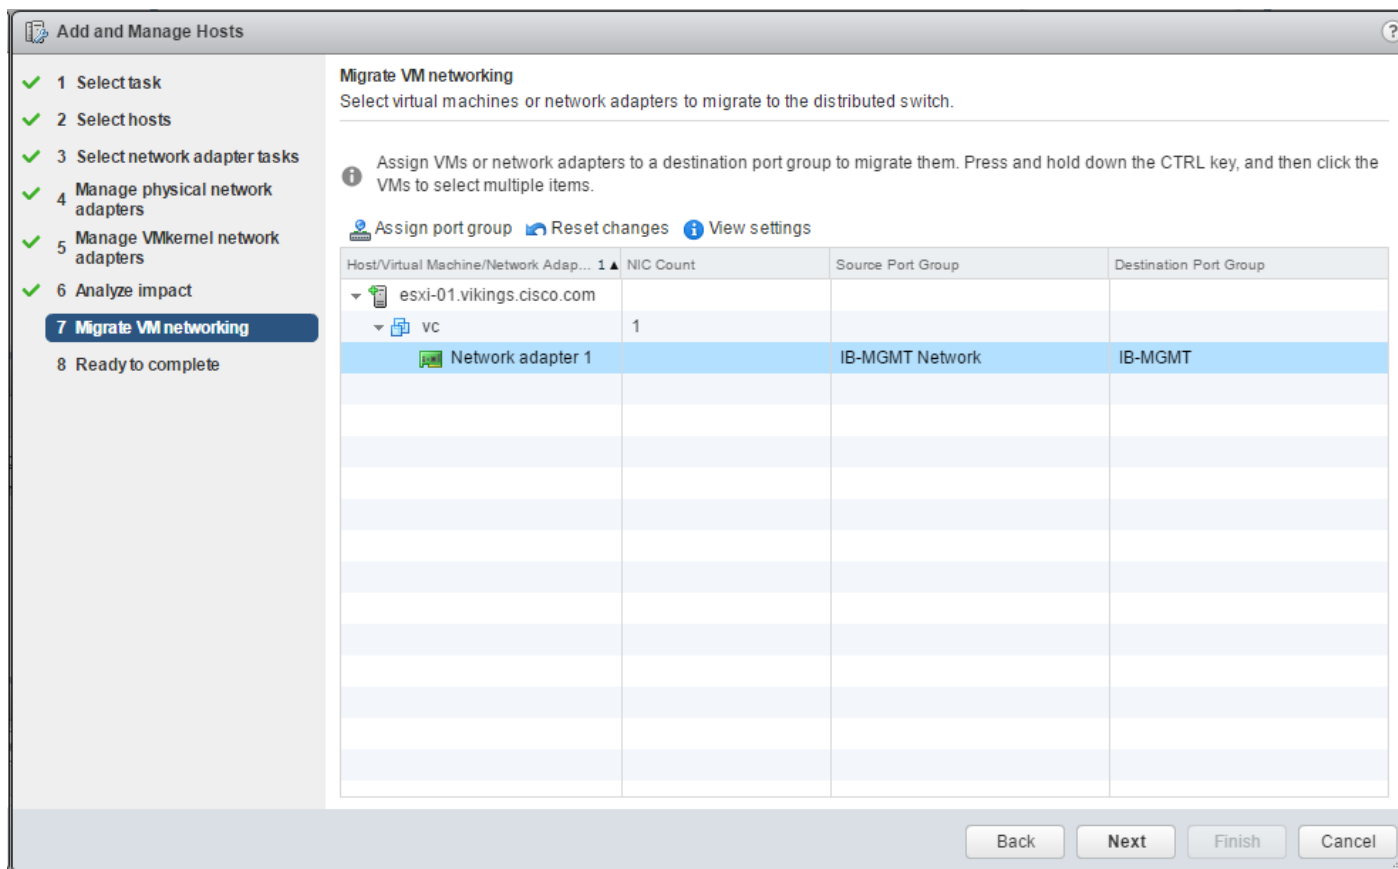 Add and Manage Hosts
?
1 Select task
2 Select hosts
3 Select network adapter tasks
4 Manage physical network
adapters
5 Manage VMkernel network
adapters
6 Analyze impact
7 Migrate VM networking
8 Ready to complete
Migrate VM networking
Select virtual machines or network adapters to migrate to the distributed switch.
Assign VMs or network adapters to a destination port group to migrate them. Press and hold down the CTRL key, and then click the
VMs to select multiple items.
Assign port group Reset changes View settings
Host/Virtual Machine/Network Adap... 1 ▲ NIC Count Source Port Group Destination Port Group
esxi-01.vikings.cisco.com
vc 1
Network adapter 1 IB-MGMT Network IB-MGMT
Back Next Finish Cancel